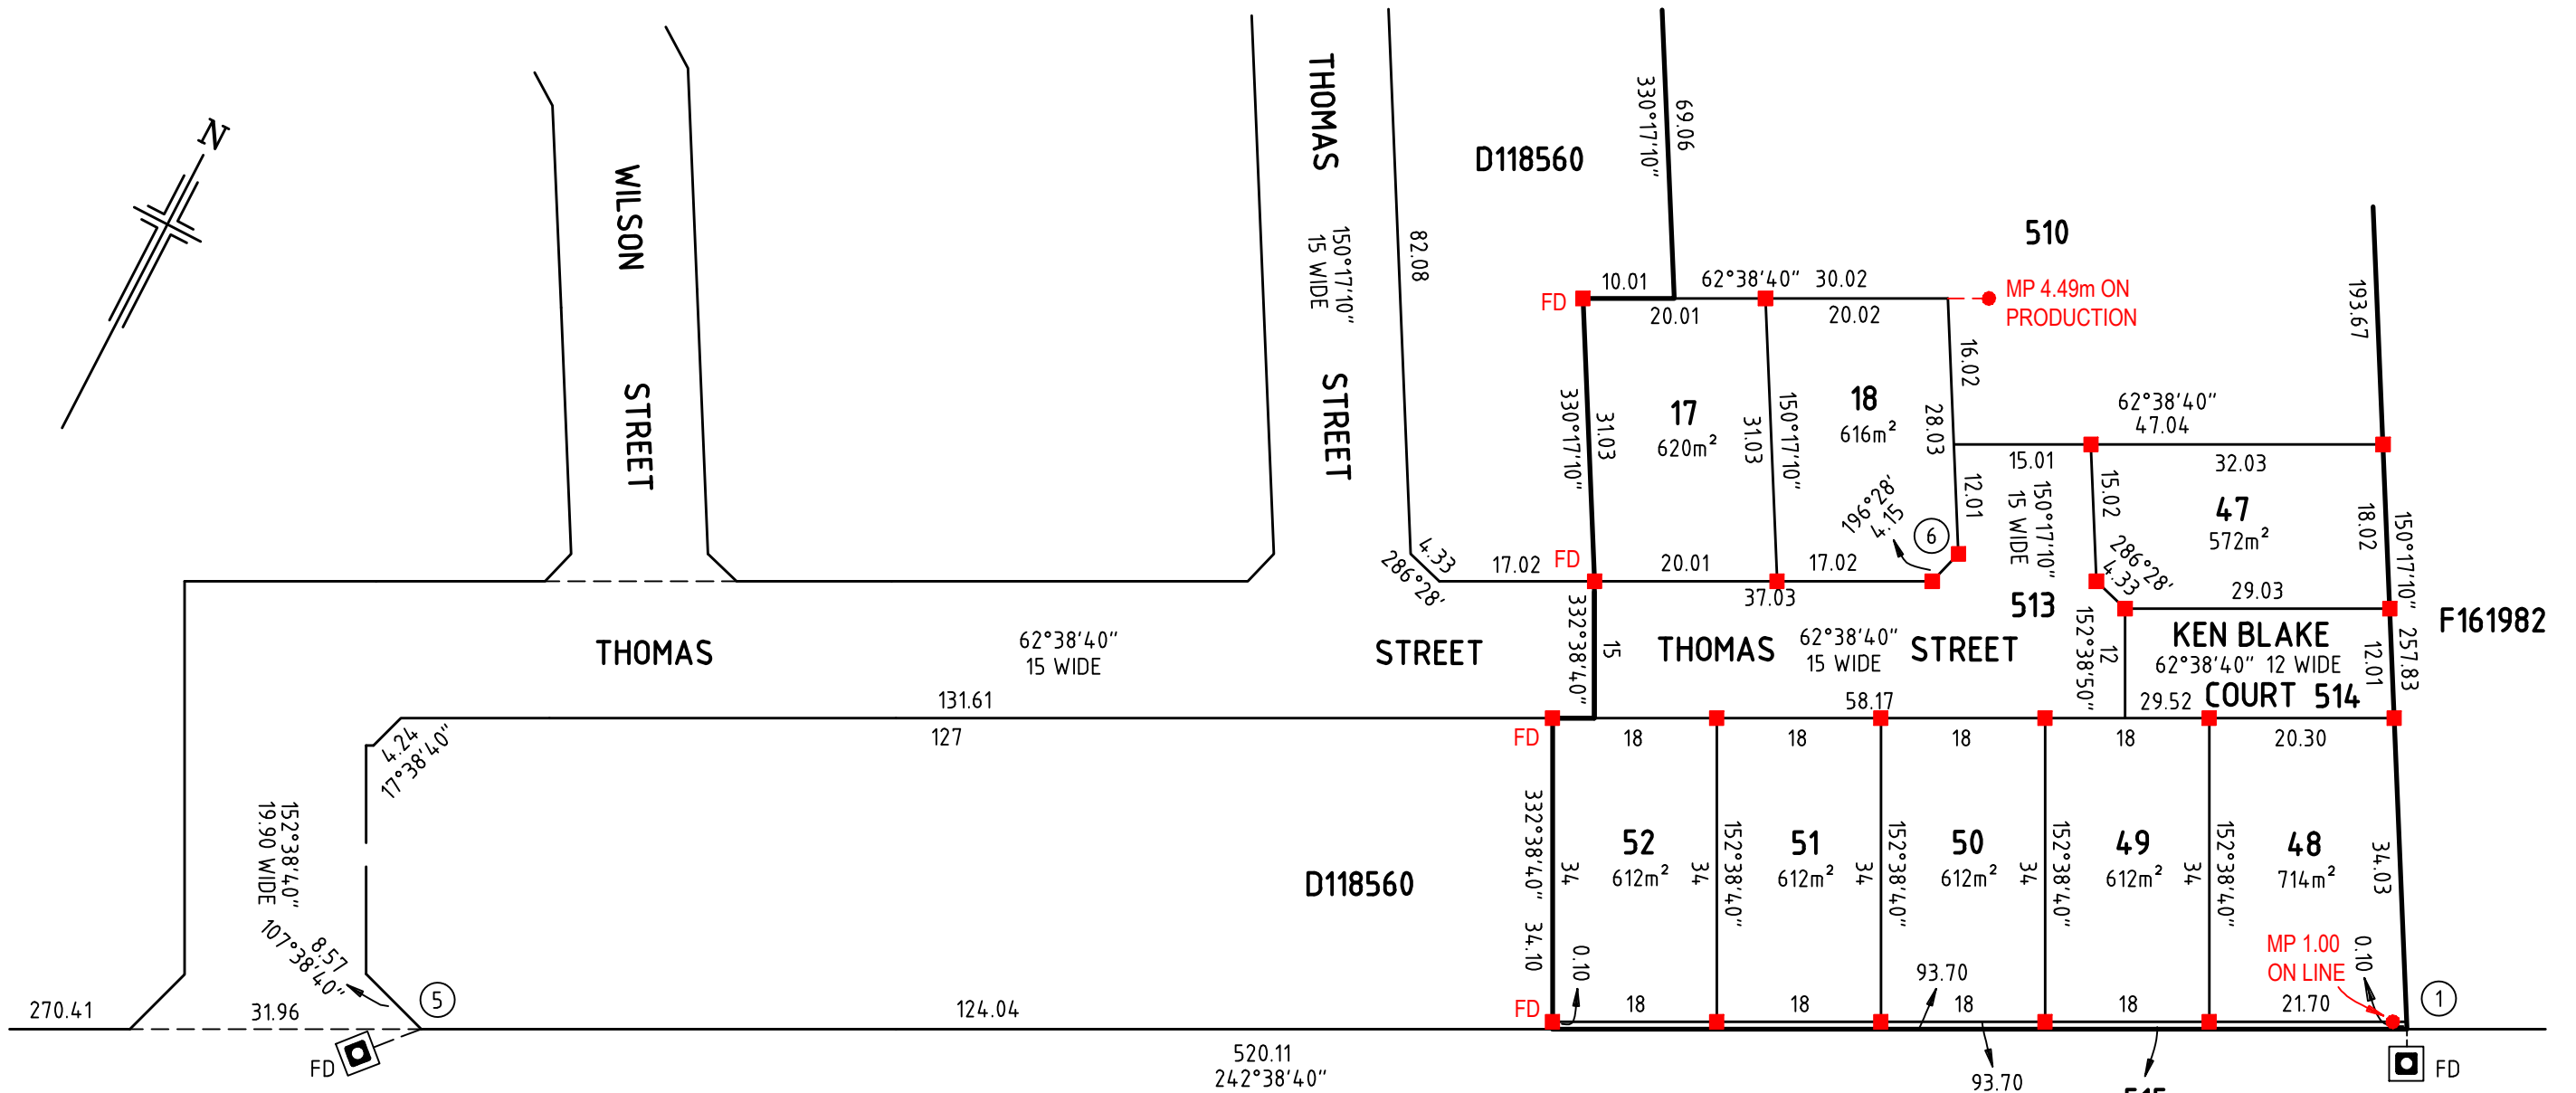 N
WILSON
STREET
THOMAS
150°17'10"
15 WIDE
STREET
82.08
D118560
330°17'10"
69.06
510
193.67
10.01
62°38'40"
30.02
MP 4.49m ON
PRODUCTION
FD
20.01
20.02
330°17'10"
31.03
17
620m²
31.03
150°17'10"
18
616m²
28.03
16.02
62°38'40"
47.04
15.01
32.03
12.01
196°28'
4.15
6
150°17'10"
15 WIDE
15.02
47
572m²
18.02
150°17'10"
286°28'
4.33
29.03
4.33
286°28'
17.02
FD
20.01
17.02
37.03
513
332°38'40"
15
THOMAS
62°38'40"
15 WIDE
STREET
THOMAS
62°38'40"
15 WIDE
STREET
152°38'50"
12
KEN BLAKE
62°38'40" 12 WIDE
COURT 514
12.01
257.83
F161982
131.61
127
58.17
29.52
4.24
17°38'40"
FD
18
18
18
18
20.30
152°38'40"
19.90 WIDE
8.57
107°38'40"
D118560
332°38'40"
34.10
34
52
612m²
34
152°38'40"
51
612m²
34
152°38'40"
50
612m²
34
152°38'40"
49
612m²
34
152°38'40"
48
714m²
34.03
MP 1.00
ON LINE
0.10
0.10
93.70
FD
18
18
18
18
21.70
1
5
270.41
31.96
124.04
FD
520.11
242°38'40"
93.70
FD